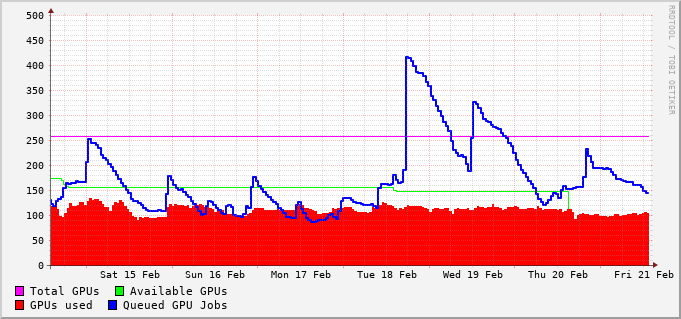 500
450
400
350
300
250
200
150
100
50
0
Sat 15 Feb Sun 16 Feb Mon 17 Feb Tue 18 Feb Wed 19 Feb Thu 20 Feb Fri 21 Feb
Total GPUs Available GPUs
GPUs used Queued GPU Jobs
RRDTOOL / TOBI OETIKER